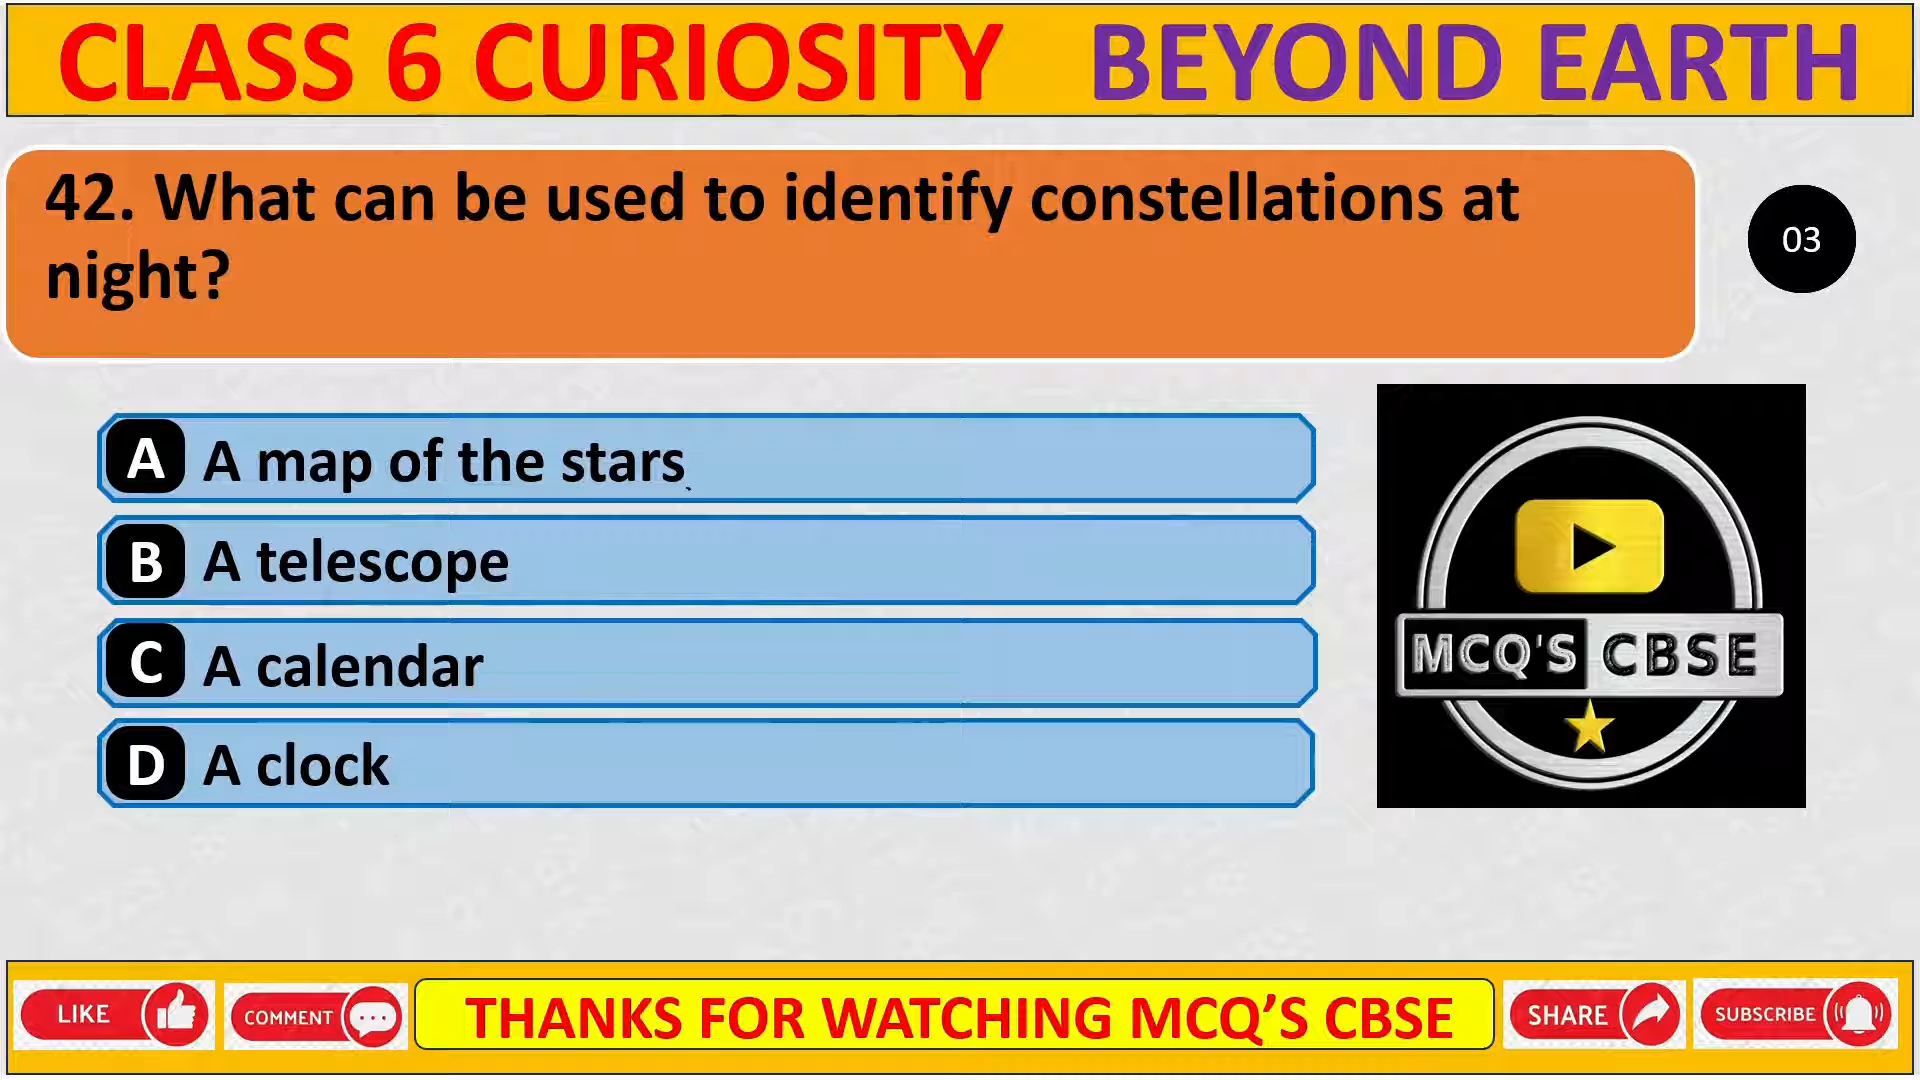 CLASS 6 CURIOSITY BEYOND EARTH
42. What can be used to identify constellations at
night?
03
A A map of the stars
B A telescope
C A calendar
D A clock
MCQ'S CBSE
LIKE
COMMENT
THANKS FOR WATCHING MCQ’S CBSE
SHARE
SUBSCRIBE